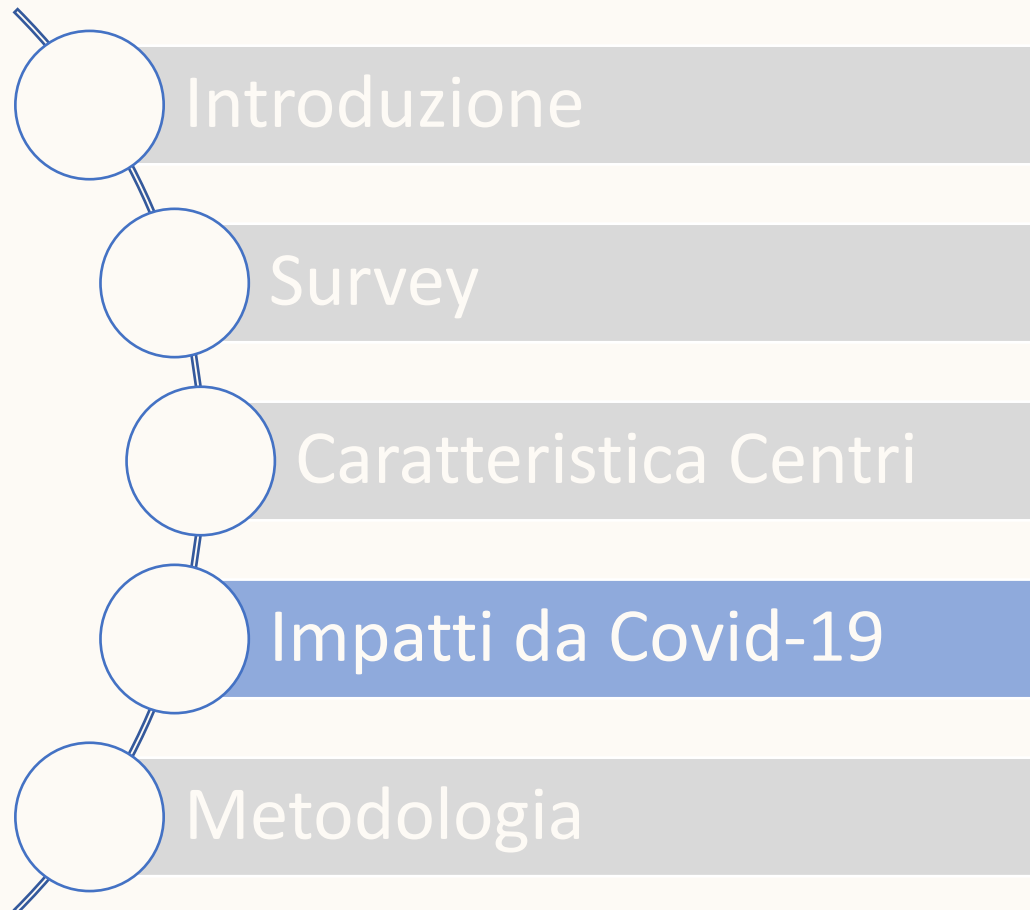 Introduzione
Survey
Caratteristica Centri
Impatti da Covid-19
Metodologia